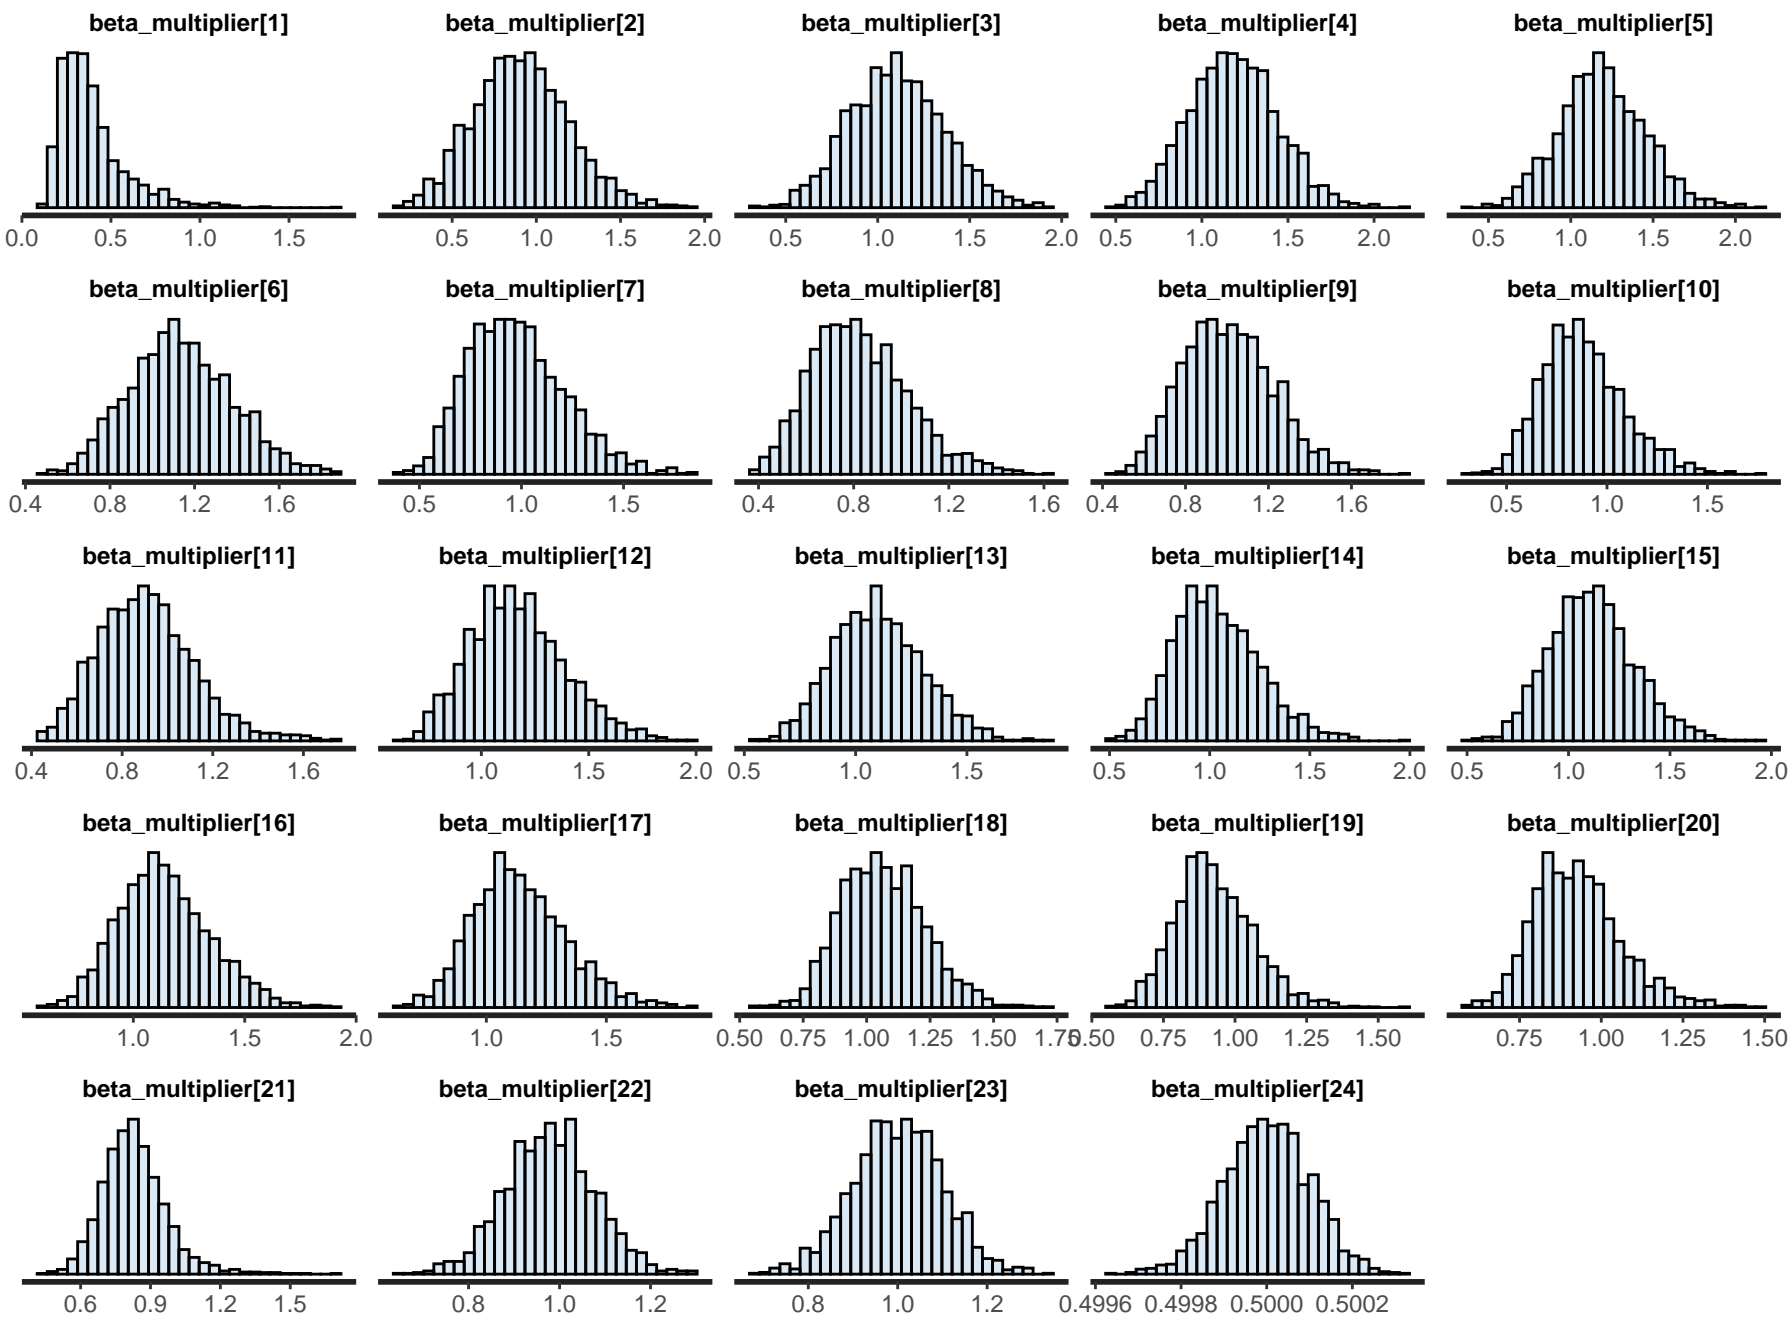 beta_multiplier[1] beta_multiplier[2] beta_multiplier[3] beta_multiplier[4] beta_multiplier[5]
0.0 0.5 1.0 1.5 0.5 1.0 1.5 2.0 0.5 1.0 1.5 2.0 0.5 1.0 1.5 2.0 0.5 1.0 1.5 2.0
beta_multiplier[6] beta_multiplier[7] beta_multiplier[8] beta_multiplier[9] beta_multiplier[10]
0.4 0.8 1.2 1.6 0.5 1.0 1.5 0.4 0.8 1.2 1.6 0.4 0.8 1.2 1.6 0.5 1.0 1.5
beta_multiplier[11] beta_multiplier[12] beta_multiplier[13] beta_multiplier[14] beta_multiplier[15]
0.4 0.8 1.2 1.6 1.0 1.5 2.0 0.5 1.0 1.5 0.5 1.0 1.5 2.0 0.5 1.0 1.5 2.0
beta_multiplier[16] beta_multiplier[17] beta_multiplier[18] beta_multiplier[19] beta_multiplier[20]
1.0 1.5 2.0 1.0 1.5 0.50 0.75 1.00 1.25 1.50 1.75 0.50 0.75 1.00 1.25 1.50 0.75 1.00 1.25 1.50
beta_multiplier[21] beta_multiplier[22] beta_multiplier[23] beta_multiplier[24]
0.6 0.9 1.2 1.5 0.8 1.0 1.2 0.8 1.0 1.2 0.4996 0.4998 0.5000 0.5002